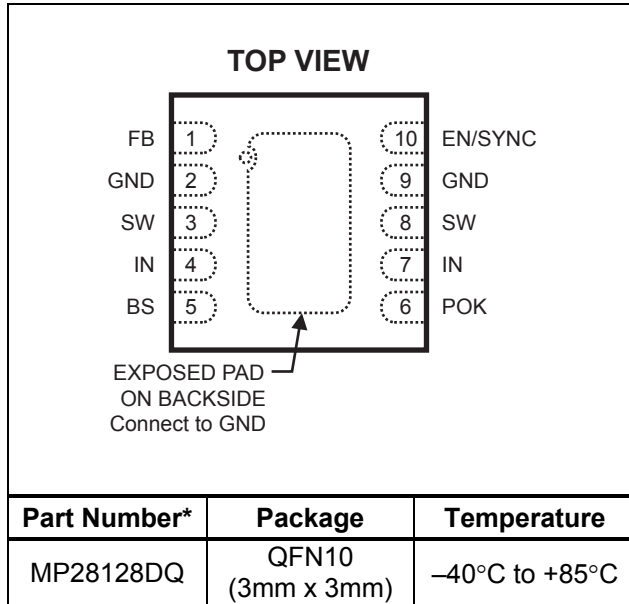 TOP VIEW
FB 1 10 EN/SYNC
GND 2 9 GND
SW 3 8 SW
IN 4 7 IN
BS 5 6 POK
EXPOSED PAD
ON BACKSIDE
Connect to GND
Part Number* Package Temperature
MP28128DQ QFN10 (3mm x 3mm) –40°C to +85°C